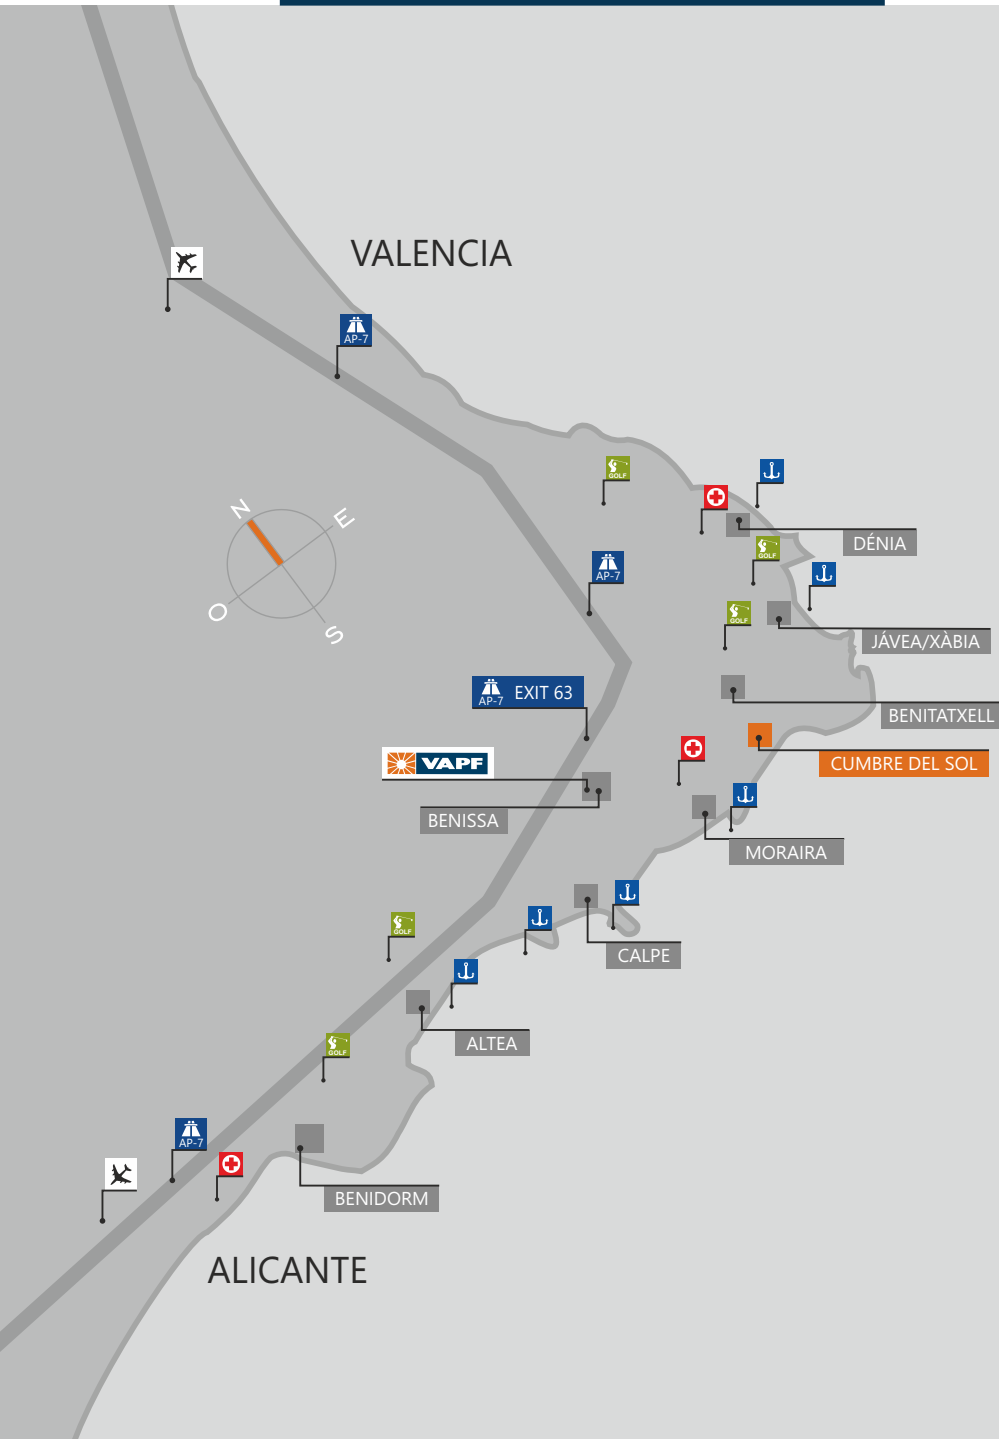 VALENCIA
AP-7
GOLF
N
E
O
S
DÉNIA
GOLF
AP-7
GOLF
JÁVEA/XÀBIA
AP-7 EXIT 63
BENITATXELL
VAPF
CUMBRE DEL SOL
BENISSA
MORAIRA
GOLF
CALPE
ALTEA
GOLF
AP-7
BENIDORM
ALICANTE